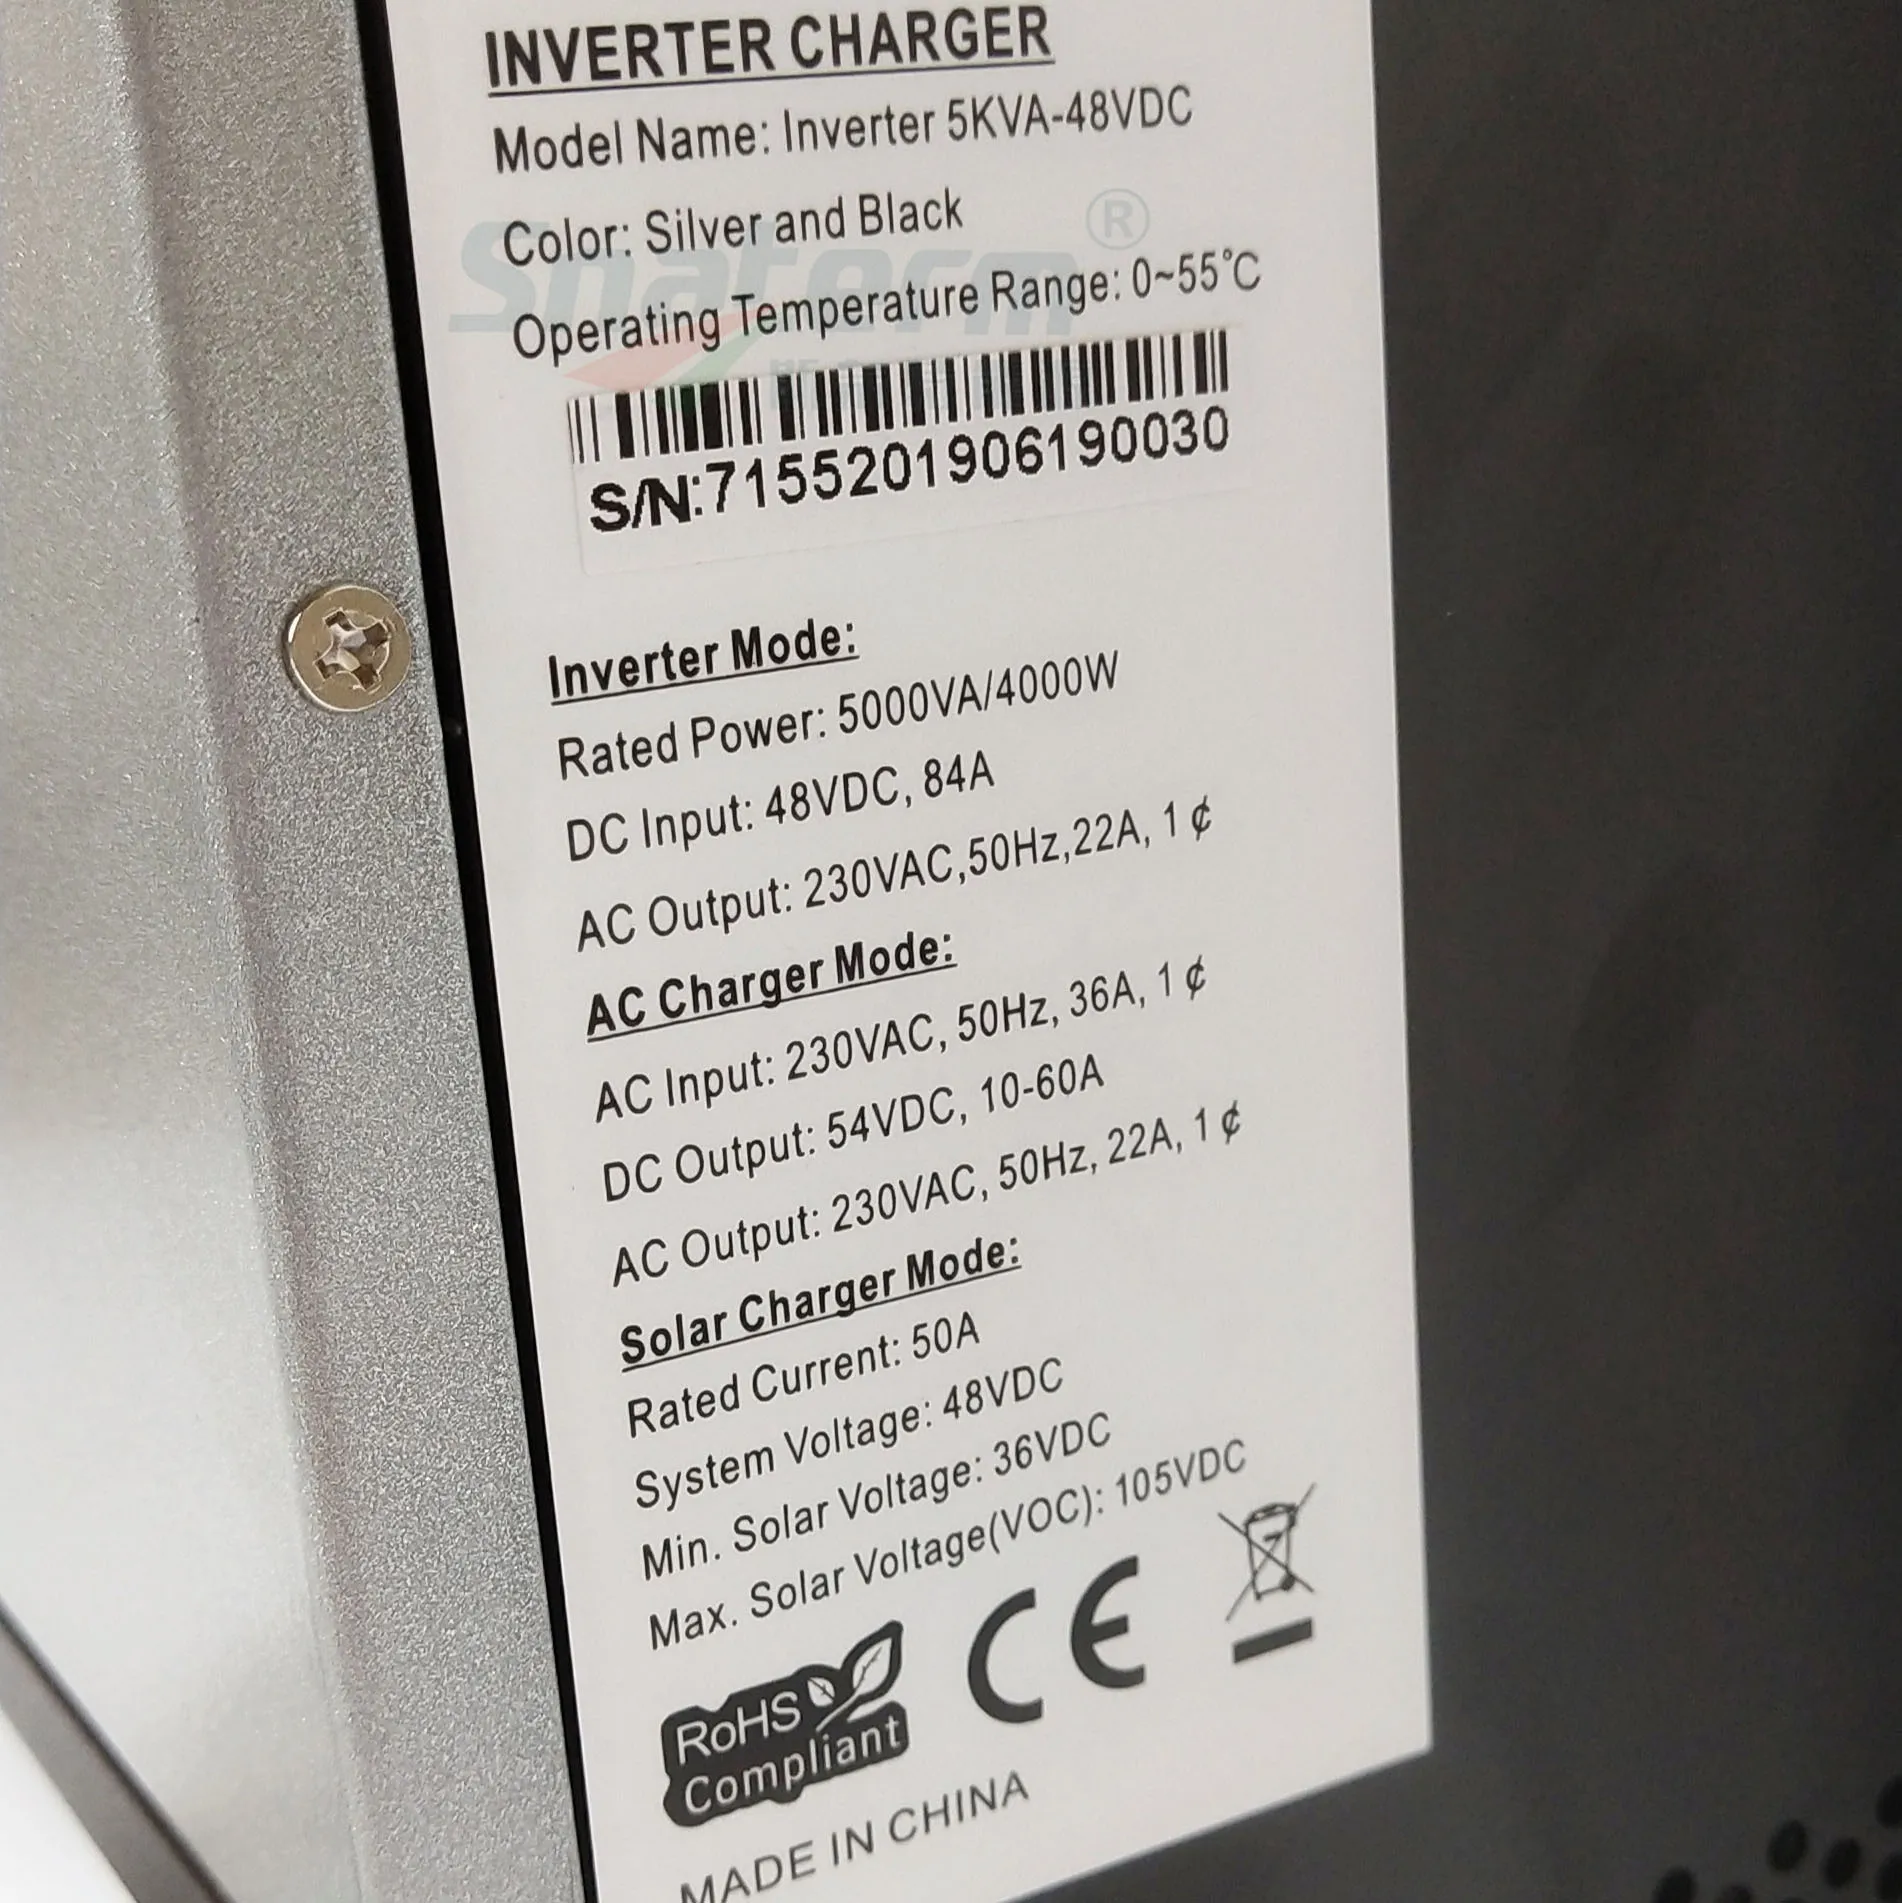 INVERTER CHARGER
Model Name: Inverter 5KVA-48VDC
Color: Silver and Black
Snaterm ®
Operating Temperature Range: 0~55°C
S/N:715520190619​0030
Inverter Mode:
Rated Power: 5000VA/4000W
DC Input: 48VDC, 84A
AC Output: 230VAC,50Hz,22A, 1 ¢
AC Charger Mode:
AC Input: 230VAC, 50Hz, 36A, 1 ¢
DC Output: 54VDC, 10-60A
AC Output: 230VAC, 50Hz, 22A, 1 ¢
Solar Charger Mode:
Rated Current: 50A
System Voltage: 48VDC
Min. Solar Voltage: 36VDC
Max. Solar Voltage(VOC): 105VDC
RoHS
Compliant
CE
MADE IN CHINA